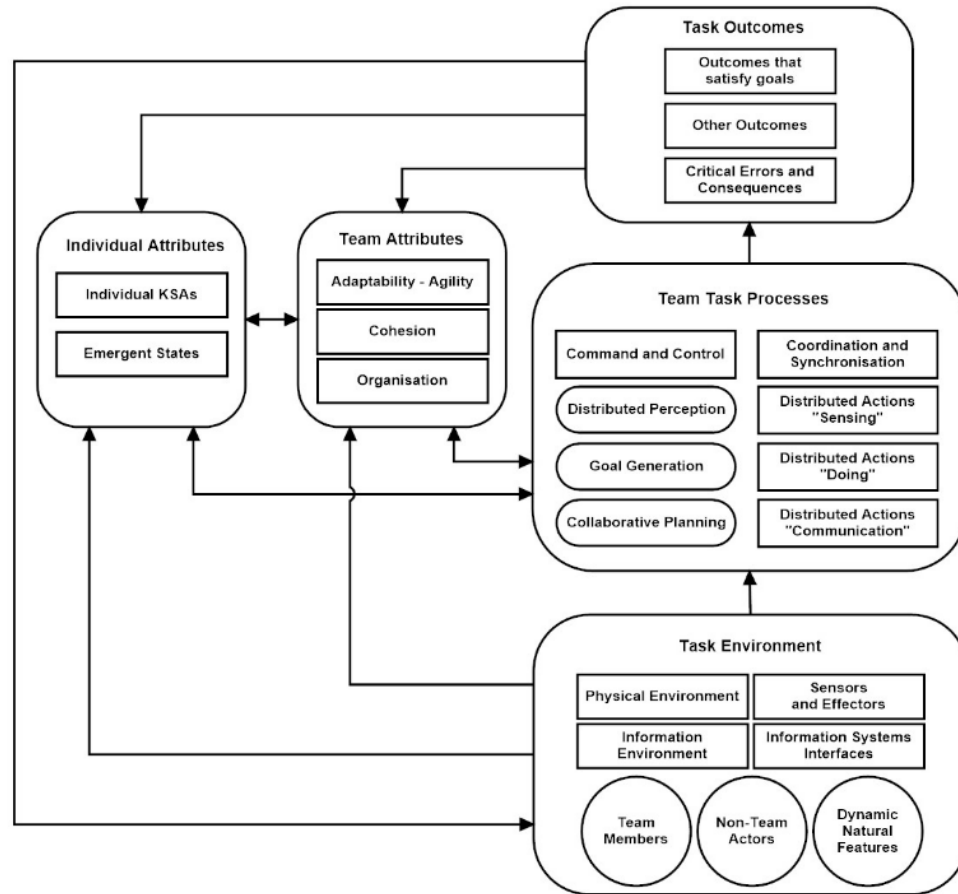 Task Outcomes
Outcomes that
satisfy goals
Other Outcomes
Critical Errors and
Consequences
Individual Attributes
Individual KSAs
Emergent States
Team Attributes
Adaptability - Agility
Cohesion
Organisation
Team Task Processes
Command and Control
Coordination and
Synchronisation
Distributed Perception
Distributed Actions
"Sensing"
Goal Generation
Distributed Actions
"Doing"
Collaborative Planning
Distributed Actions
"Communication"
Task Environment
Physical Environment
Sensors
and Effectors
Information
Environment
Information Systems
Interfaces
Team
Members
Non-Team
Actors
Dynamic
Natural
Features